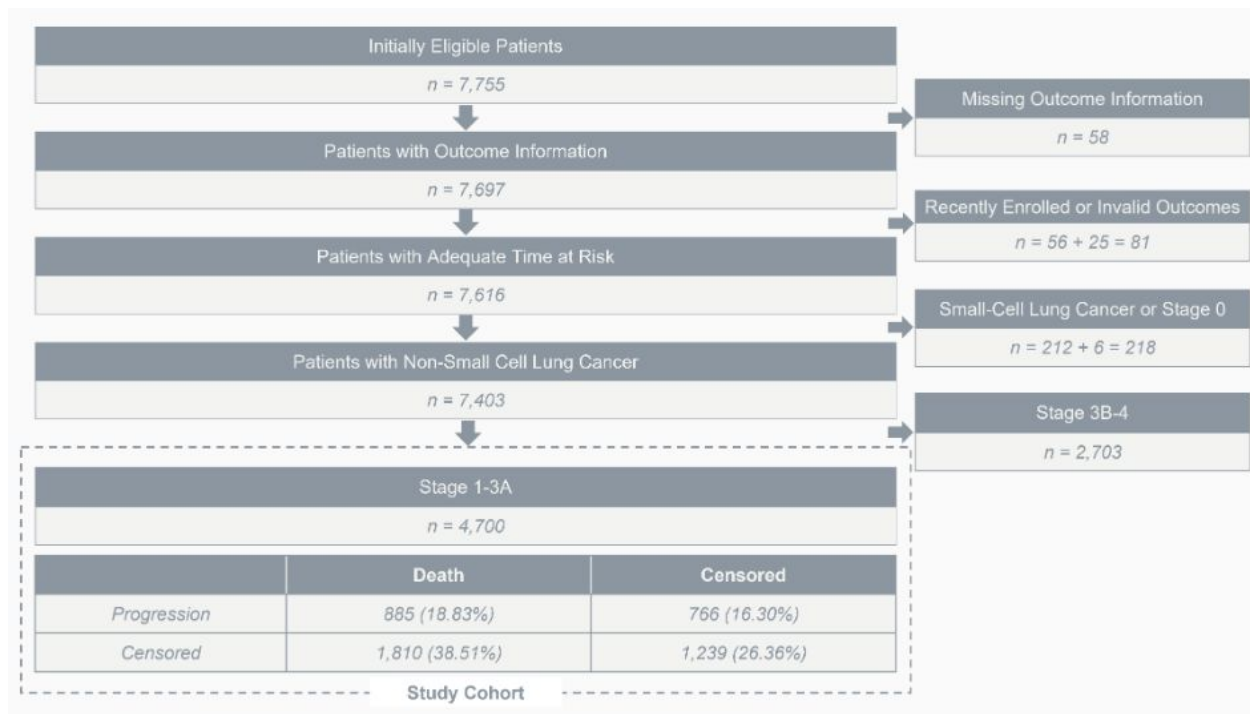 Initially Eligible Patients
n = 7,755
Missing Outcome Information
n = 58
Patients with Outcome Information
n = 7,697
Recently Enrolled or Invalid Outcomes
n = 56 + 25 = 81
Patients with Adequate Time at Risk
n = 7,616
Small-Cell Lung Cancer or Stage 0
n = 212 + 6 = 218
Patients with Non-Small Cell Lung Cancer
n = 7,403
Stage 3B-4
n = 2,703
Stage 1-3A
n = 4,700
Death Censored
Progression 885 (18.83%) 766 (16.30%)
Censored 1,810 (38.51%) 1,239 (26.36%)
Study Cohort